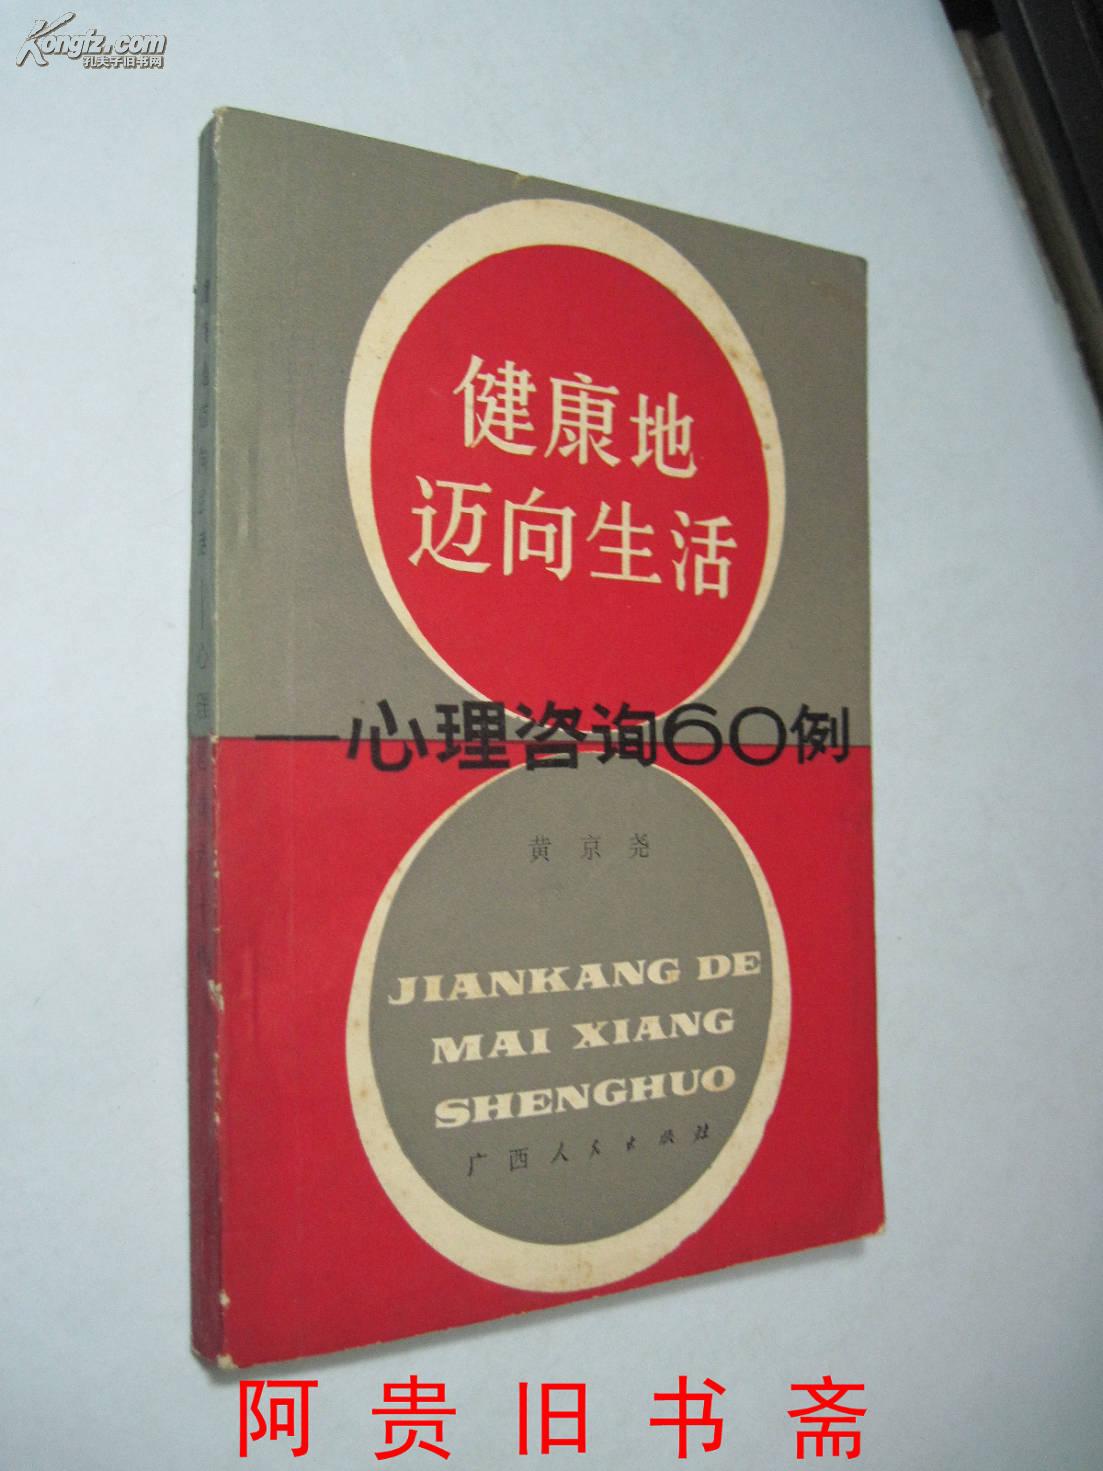 Kongfz.com
孔夫子旧书网
健康地
迈向生活
—心理咨询60例
黄京尧
JIANKANG DE
MAI XIANG
SHENGHUO
广西人民出版社
阿贵旧书斋